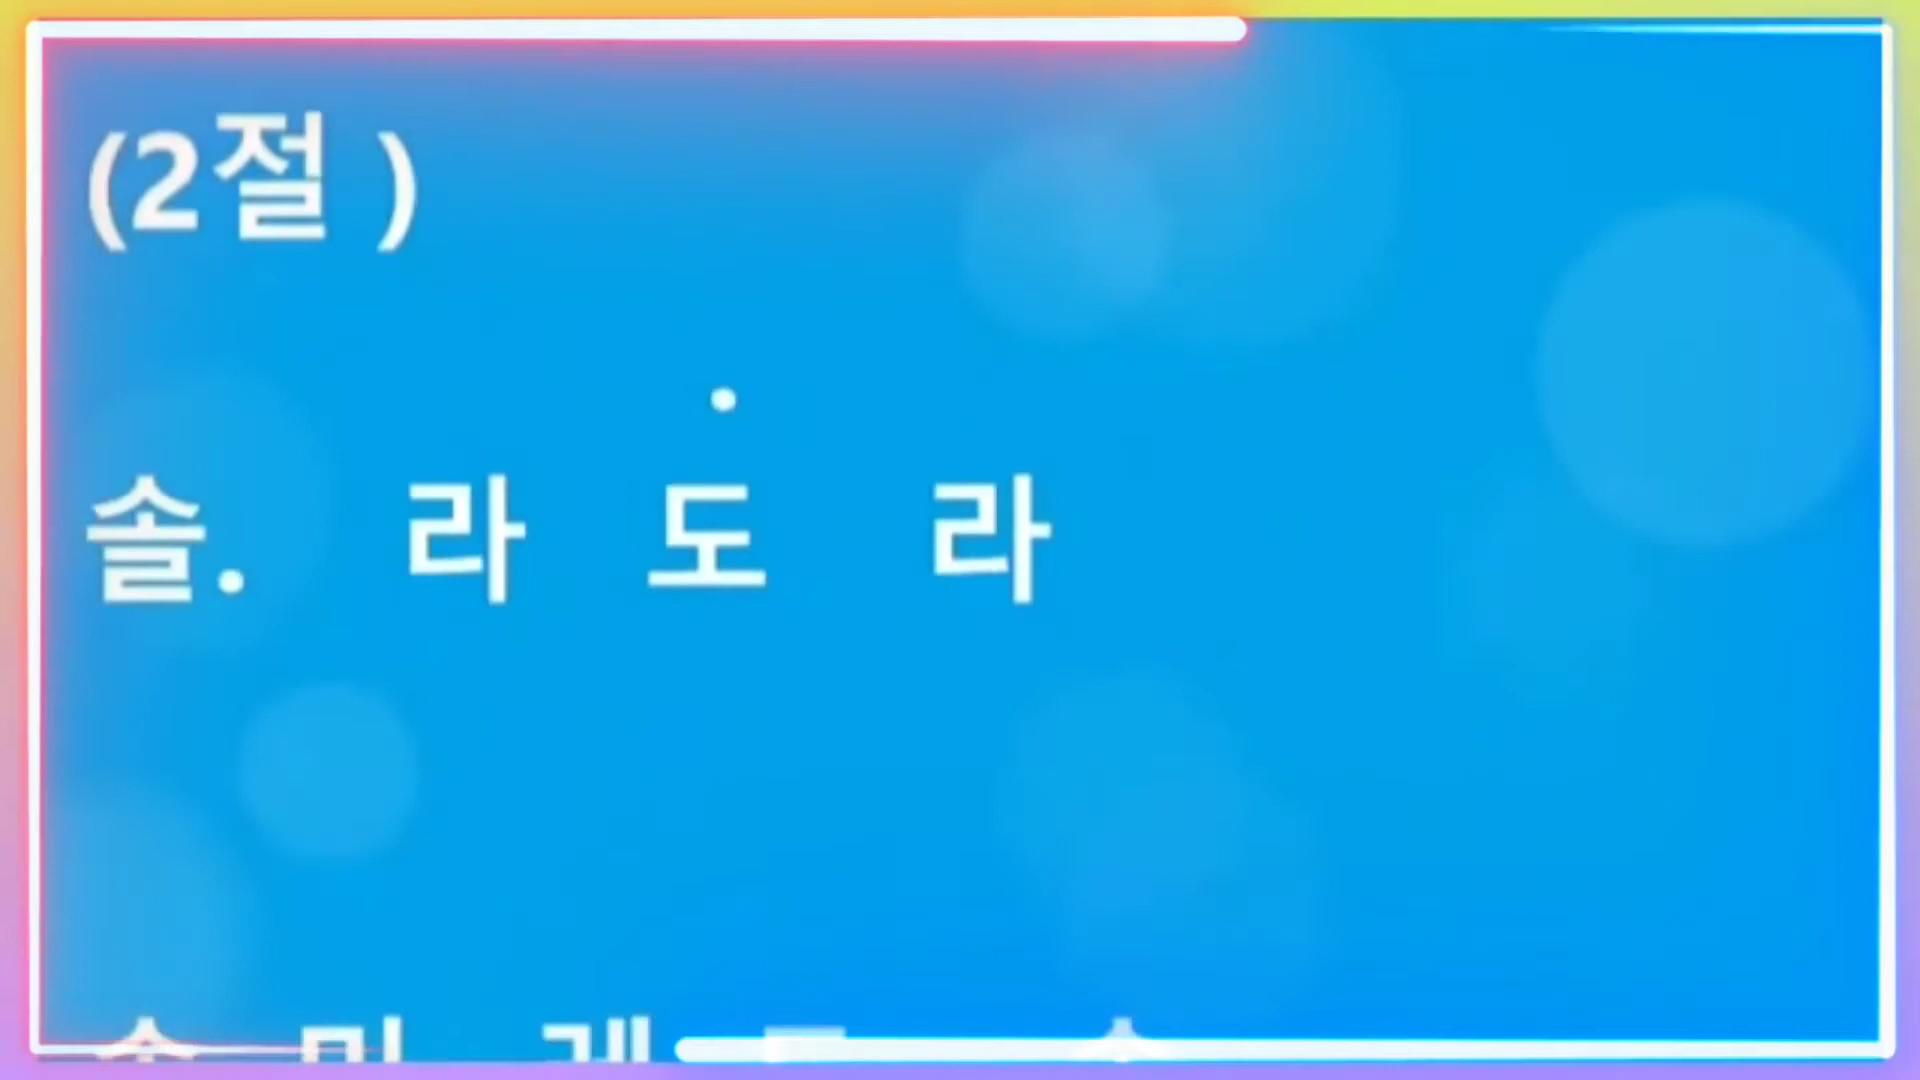 (2절 )
•
솔. 라 도 라